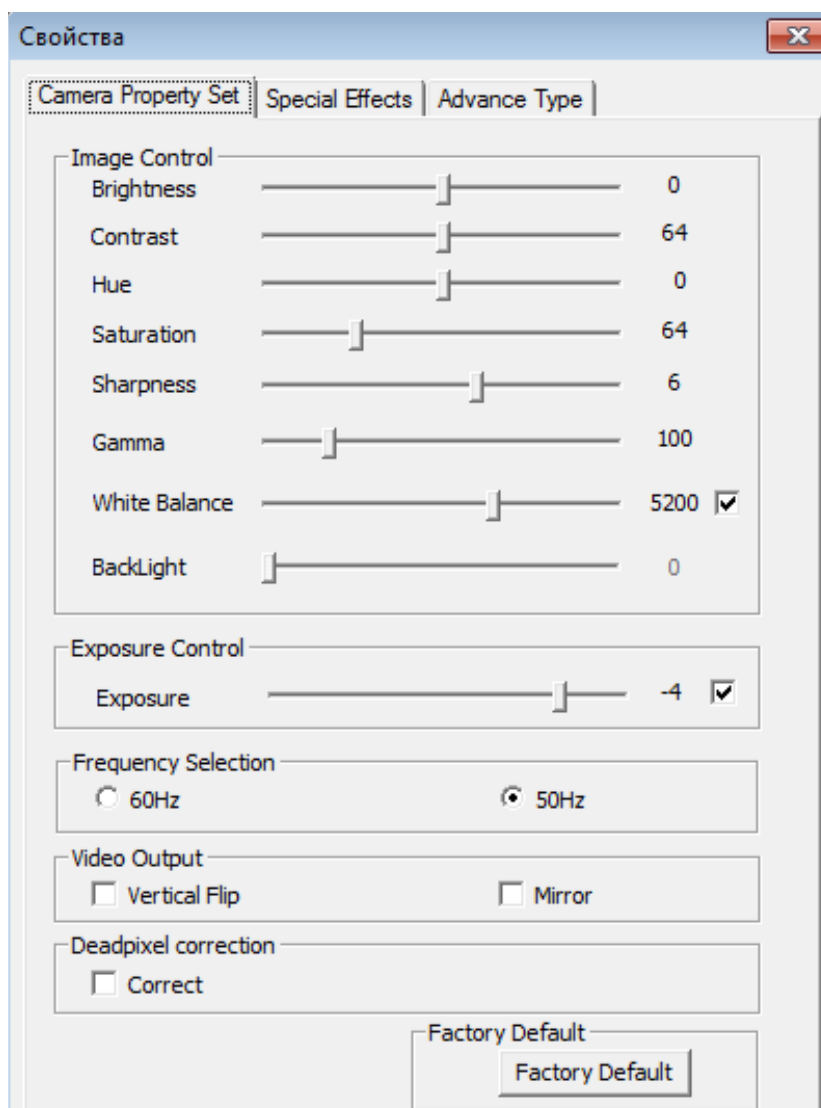 Свойства
Camera Property Set Special Effects Advance Type
Image Control
Brightness 0
Contrast 64
Hue 0
Saturation 64
Sharpness 6
Gamma 100
White Balance 5200
BackLight 0
Exposure Control
Exposure -4
Frequency Selection
60Hz 50Hz
Video Output
Vertical Flip Mirror
Deadpixel correction
Correct
Factory Default
Factory Default